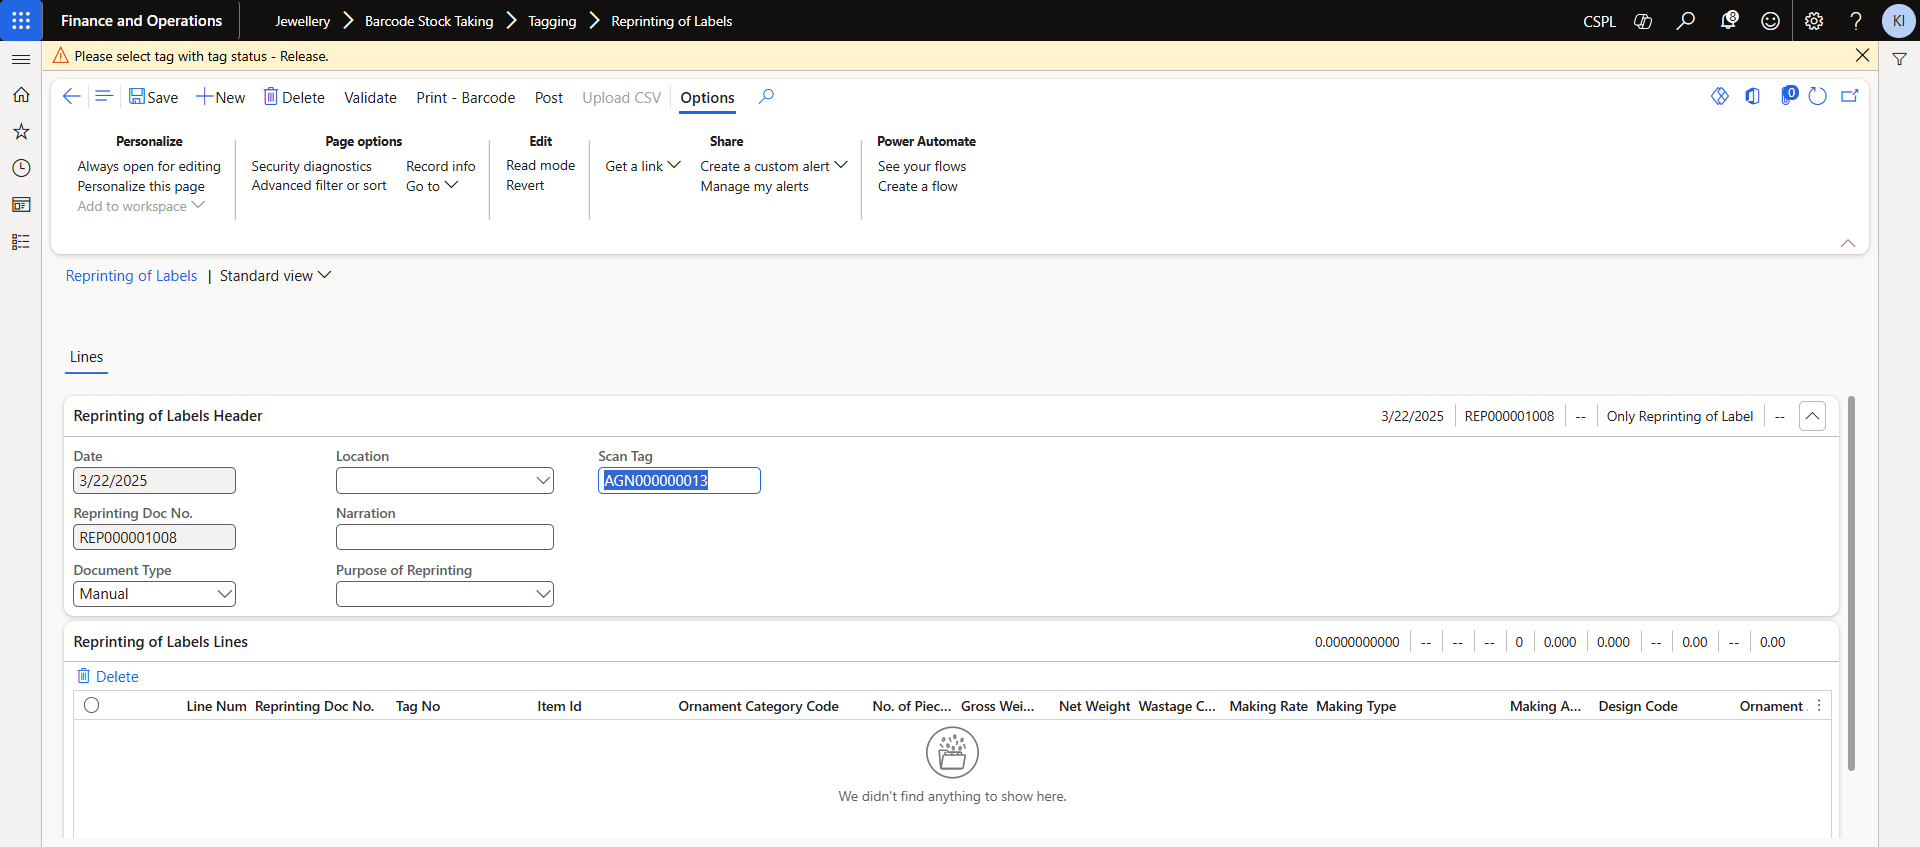 Finance and Operations Jewellery Barcode Stock Taking Tagging Reprinting of Labels CSPL 8 ? KI
Please select tag with tag status - Release.
Save New Delete Validate Print - Barcode Post Upload CSV Options 0
Personalize Page options Edit Share Power Automate
Always open for editing Security diagnostics Record info Read mode Get a link Create a custom alert See your flows
Personalize this page Advanced filter or sort Go to Revert Manage my alerts Create a flow
Add to workspace
Reprinting of Labels | Standard view
Lines
Reprinting of Labels Header 3/22/2025 REP000001008 -- Only Reprinting of Label --
Date Location Scan Tag
3/22/2025 AGN000000013
Reprinting Doc No. Narration
REP000001008
Document Type Purpose of Reprinting
Manual
Reprinting of Labels Lines 0.0000000000 -- -- -- 0 0.000 0.000 -- 0.00 -- 0.00
Delete
Line Num Reprinting Doc No. Tag No Item Id Ornament Category Code No. of Piec... Gross Wei... Net Weight Wastage C... Making Rate Making Type Making A... Design Code Ornament
We didn't find anything to show here.